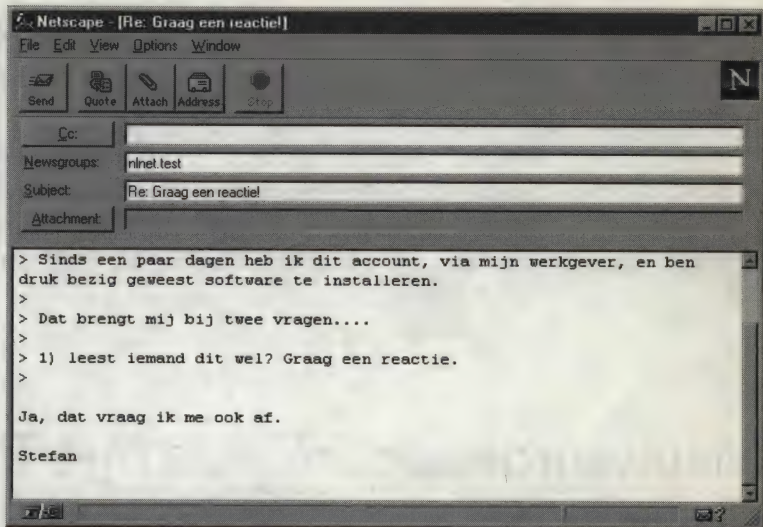 Netscape - [Re: Graag een reactie!]
File Edit View Options Window
Send Quote Attach Address Stop
N
Cc:
Newsgroups: nlnet.test
Subject: Re: Graag een reactie!
Attachment:
> Sinds een paar dagen heb ik dit account, via mijn werkgever, en ben
druk bezig geweest software te installeren.
>
> Dat brengt mij bij twee vragen....
>
> 1) leest iemand dit wel? Graag een reactie.
>
Ja, dat vraag ik me ook af.
Stefan
?